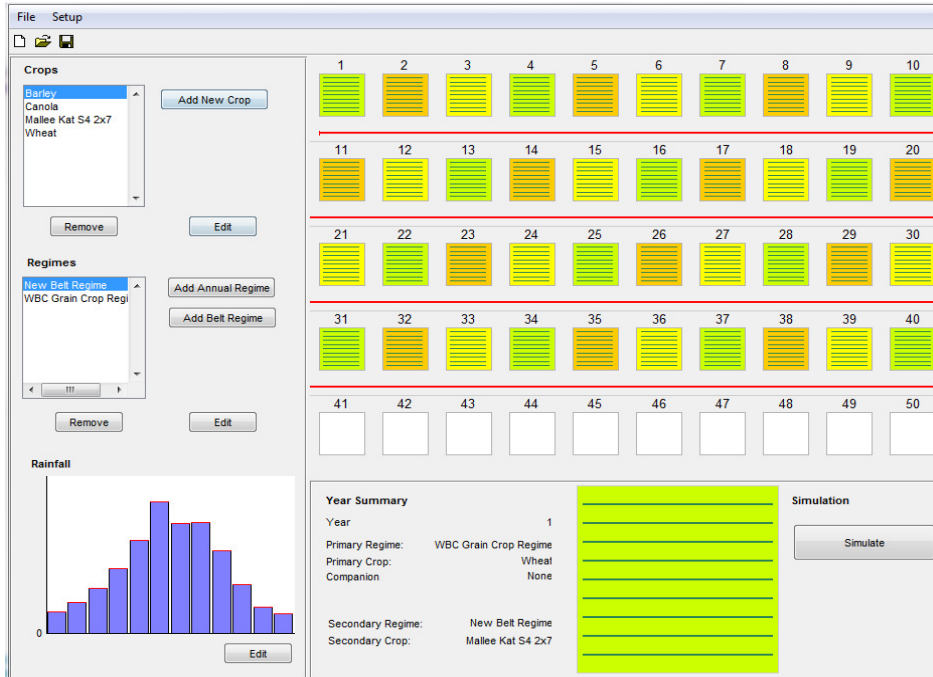 File Setup
Crops
Barley
Canola
Mallee Kat S4 2x7
Wheat
Add New Crop
Remove
Edit
Regimes
New Belt Regime
WBC Grain Crop Regi
Add Annual Regime
Add Belt Regime
Remove
Edit
Rainfall
0
Edit
1 2 3 4 5 6 7 8 9 10
11 12 13 14 15 16 17 18 19 20
21 22 23 24 25 26 27 28 29 30
31 32 33 34 35 36 37 38 39 40
41 42 43 44 45 46 47 48 49 50
Year Summary
Year 1
Primary Regime: WBC Grain Crop Regime
Primary Crop: Wheat
Companion None
Secondary Regime: New Belt Regime
Secondary Crop: Mallee Kat S4 2x7
Simulation
Simulate